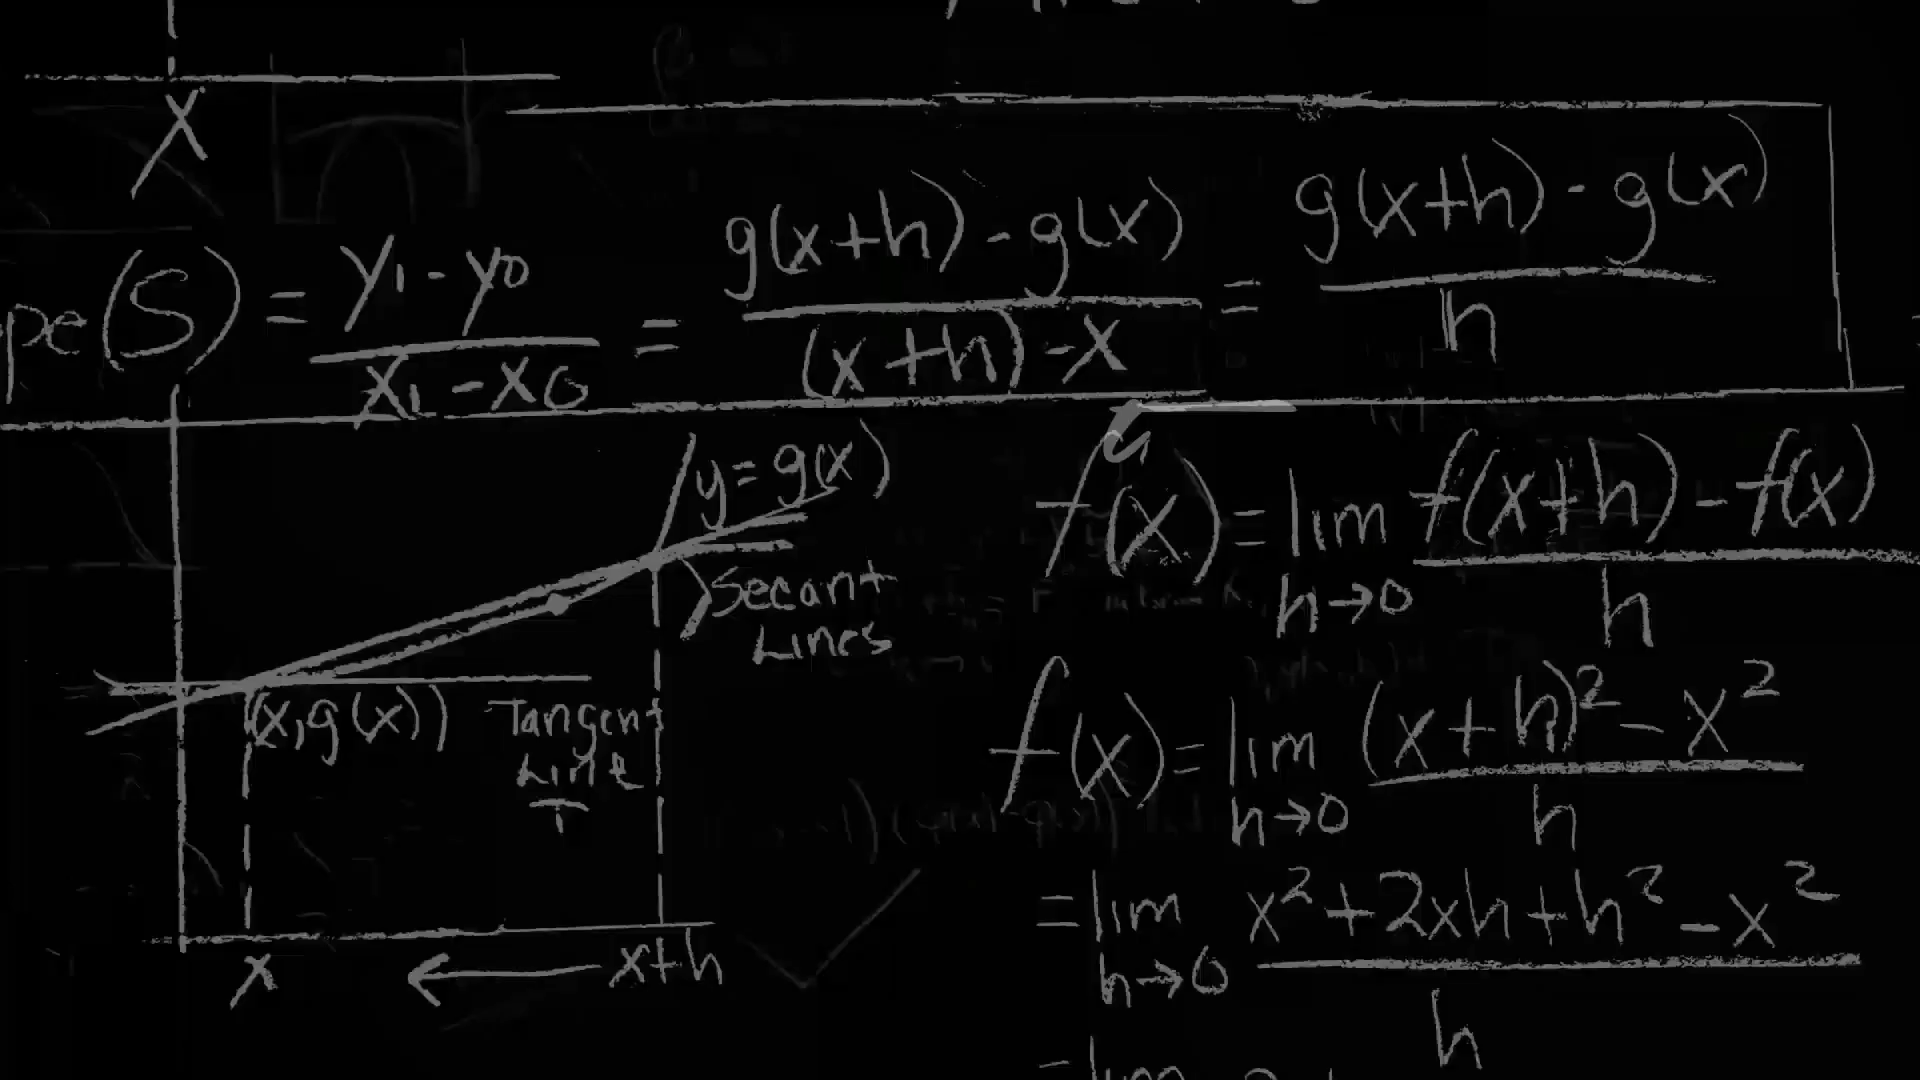 x
pe(S) = y₁ - y₀ / x₁ - x₀ = g(x+h) - g(x) / (x+h) - x = g(x+h) - g(x) / h
y = g(x)
Secant
Lines
(x, g(x))
Tangent
Line
T
x ← x+h
f'(x) = lim h→0 f(x+h) - f(x) / h
f(x) = lim h→0 (x+h)² - x² / h
= lim h→0 x² + 2xh + h² - x² / h
= lim